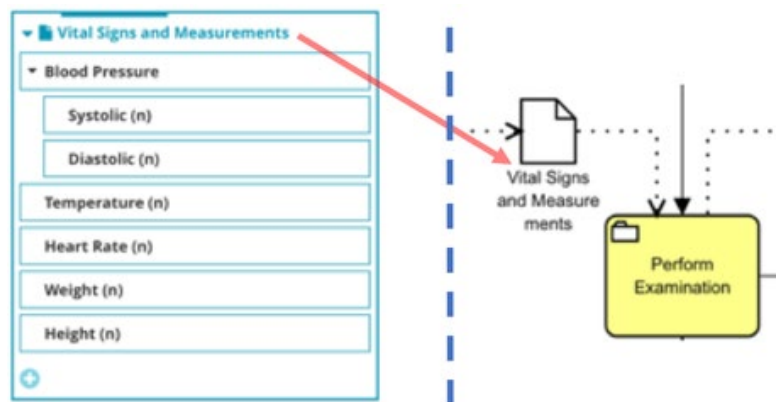 Vital Signs and Measurements
Blood Pressure
Systolic (n)
Diastolic (n)
Temperature (n)
Heart Rate (n)
Weight (n)
Height (n)
Vital Signs
and Measure
ments
Perform
Examination